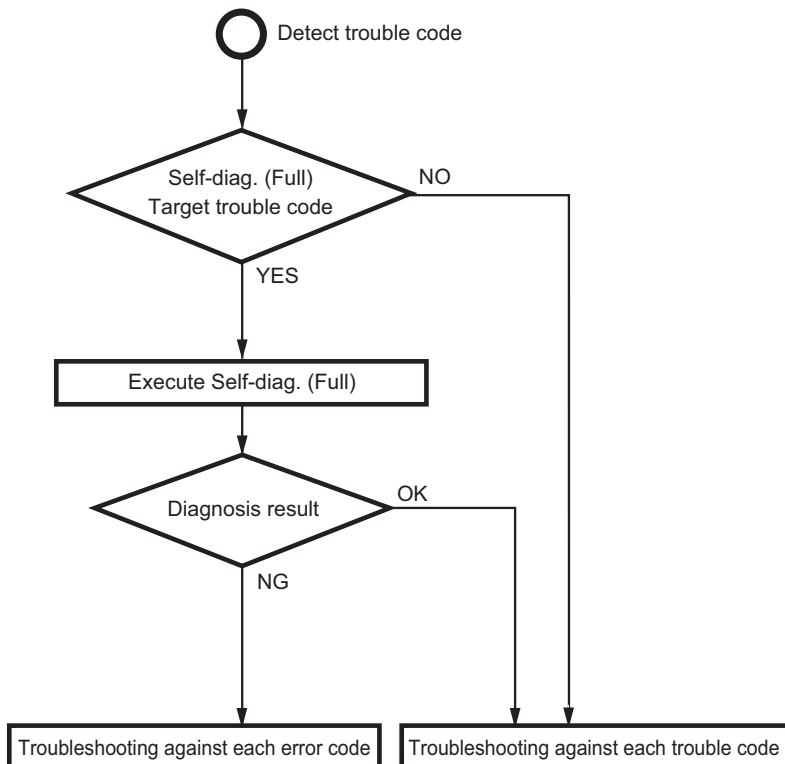 Detect trouble code
Self-diag. (Full)
Target trouble code
NO
YES
Execute Self-diag. (Full)
Diagnosis result
OK
NG
Troubleshooting against each error code
Troubleshooting against each trouble code